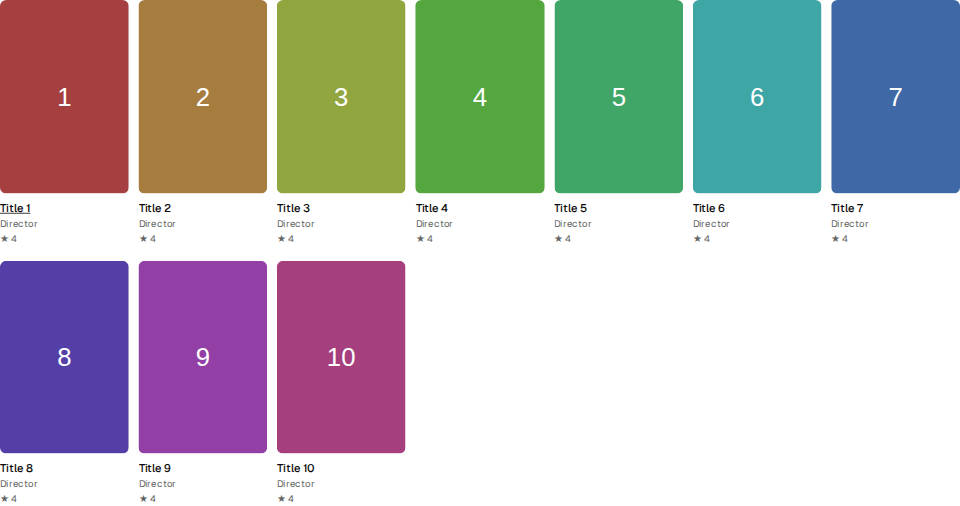 1
2
3
4
5
6
7
Title 1
Title 2
Title 3
Title 4
Title 5
Title 6
Title 7
Director
Director
Director
Director
Director
Director
Director
★ 4
★ 4
★ 4
★ 4
★ 4
★ 4
★ 4
8
9
10
Title 8
Title 9
Title 10
Director
Director
Director
★ 4
★ 4
★ 4